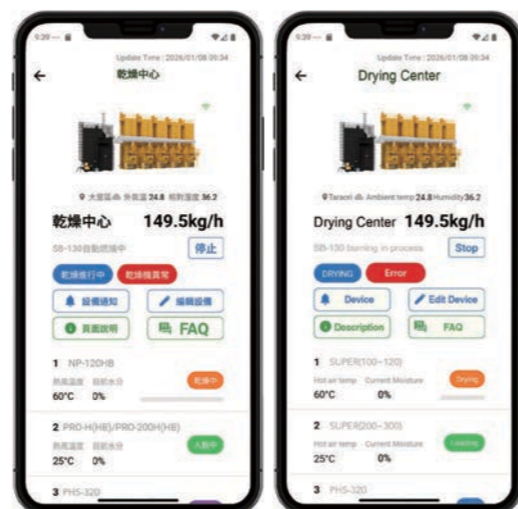 9:39
Update Time : 2026/01/08 09:34
乾燥中心
大里區 外氣溫 24.8 相對濕度 36.2
乾燥中心 149.5kg/h
SB-130自動燃燒中 停止
乾燥進行中 乾燥機異常
設備通知 編輯設備
頁面說明 FAQ
1 NP-120HB
熱風溫度 目前水分 乾燥中
60°C 0%
2 PRO-H(HB)/PRO-200H(HB)
熱風溫度 目前水分 入穀中
25°C 0%
3 PHS-320
9:39
Update Time : 2026/01/08 09:34
Drying Center
Ambient temp 24.8 Humidity 36.2
Drying Center 149.5kg/h
SB-130 burning in process Stop
DRYING Error
Device Edit Device
Description FAQ
1 SUPER(100~120)
Hot air temp Current Moisture Drying
60°C 0%
2 SUPER(200~300)
Hot air temp Current Moisture Loading
25°C 0%
3 PHS-320